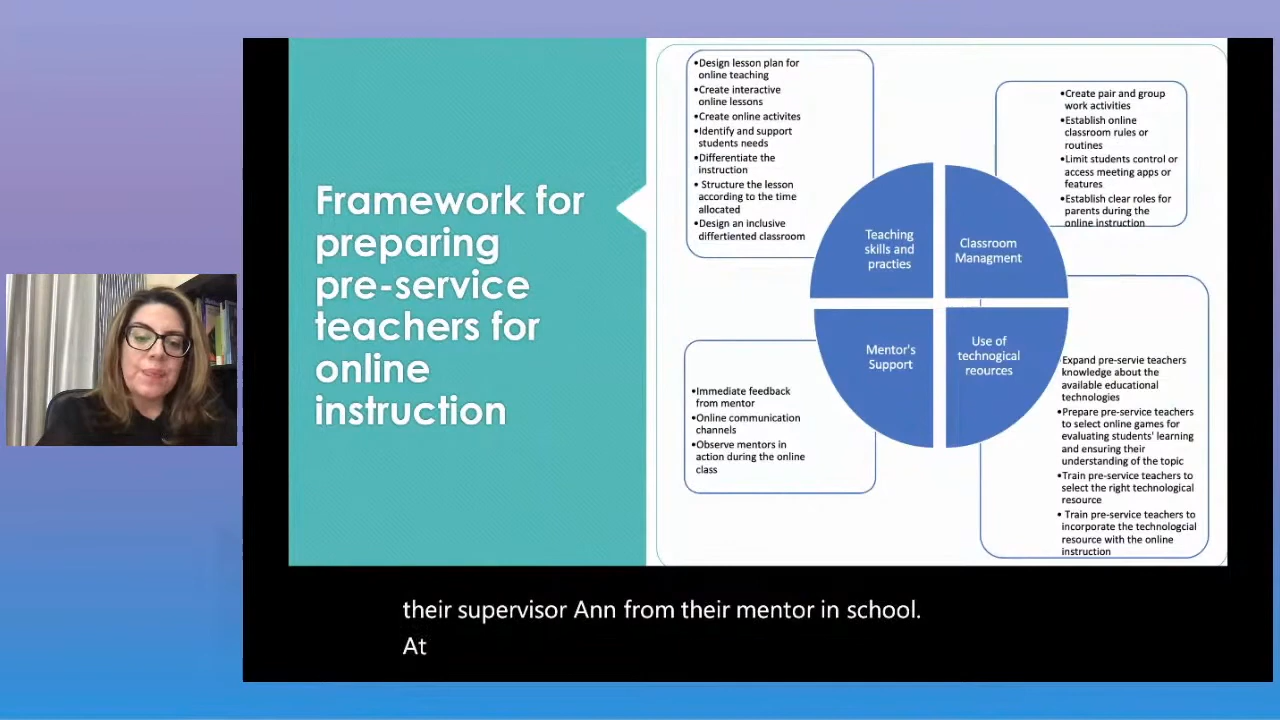 Framework for
preparing
pre-service
teachers for
online
instruction
•Design lesson plan for
online teaching
•Create interactive
online lessons
•Create online activites
•Identify and support
students needs
•Differentiate the
instruction
• Structure the lesson
according to the time
allocated
•Design an inclusive
differtiented classroom
•Create pair and group
work activities
•Establish online
classroom rules or
routines
•Limit students control or
access meeting apps or
features
•Establish clear roles for
parents during the
online instruction
Teaching
skills and
practies
Classroom
Managment
Mentor's
Support
Use of
technogical
reources
•Immediate feedback
from mentor
•Online communication
channels
•Observe mentors in
action during the online
class
Expand pre-servie teachers
knowledge about the
available educational
technologies
•Prepare pre-service teachers
to select online games for
evaluating students' learning
and ensuring their
understanding of the topic
•Train pre-service teachers to
select the right technological
resource
• Train pre-service teachers to
incorporate the technologcial
resource with the online
instruction
their supervisor Ann from their mentor in school.
At